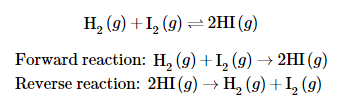 H₂ (g) + I₂ (g) ⇌ 2HI (g)
Forward reaction: H₂ (g) + I₂ (g) → 2HI (g)
Reverse reaction: 2HI (g) → H₂ (g) + I₂ (g)